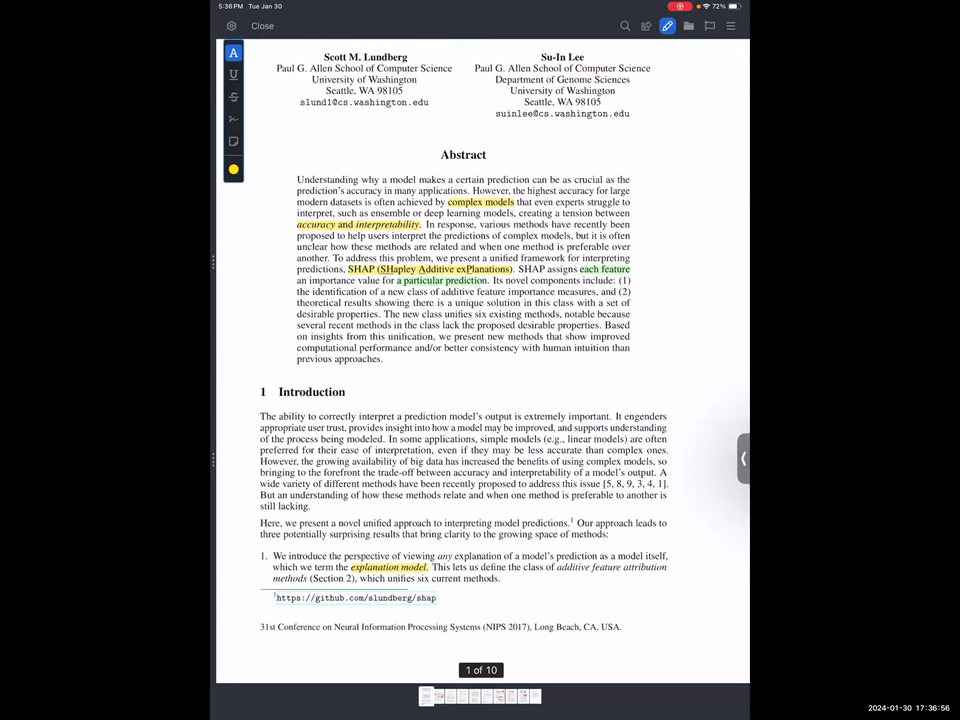 5:36 PM Tue Jan 30
72%
Close
Scott M. Lundberg
Paul G. Allen School of Computer Science
University of Washington
Seattle, WA 98105
slund1@cs.washington.edu
Su-In Lee
Paul G. Allen School of Computer Science
Department of Genome Sciences
University of Washington
Seattle, WA 98105
suinlee@cs.washington.edu
Abstract
Understanding why a model makes a certain prediction can be as crucial as the
prediction's accuracy in many applications. However, the highest accuracy for large
modern datasets is often achieved by complex models that even experts struggle to
interpret, such as ensemble or deep learning models, creating a tension between
accuracy and interpretability. In response, various methods have recently been
proposed to help users interpret the predictions of complex models, but it is often
unclear how these methods are related and when one method is preferable over
another. To address this problem, we present a unified framework for interpreting
predictions, SHAP (SHapley Additive exPlanations). SHAP assigns each feature
an importance value for a particular prediction. Its novel components include: (1)
the identification of a new class of additive feature importance measures, and (2)
theoretical results showing there is a unique solution in this class with a set of
desirable properties. The new class unifies six existing methods, notable because
several recent methods in the class lack the proposed desirable properties. Based
on insights from this unification, we present new methods that show improved
computational performance and/or better consistency with human intuition than
previous approaches.
1 Introduction
The ability to correctly interpret a prediction model's output is extremely important. It engenders
appropriate user trust, provides insight into how a model may be improved, and supports understanding
of the process being modeled. In some applications, simple models (e.g., linear models) are often
preferred for their ease of interpretation, even if they may be less accurate than complex ones.
However, the growing availability of big data has increased the benefits of using complex models, so
bringing to the forefront the trade-off between accuracy and interpretability of a model's output. A
wide variety of different methods have been recently proposed to address this issue [5, 8, 9, 3, 4, 1].
But an understanding of how these methods relate and when one method is preferable to another is
still lacking.
Here, we present a novel unified approach to interpreting model predictions.1 Our approach leads to
three potentially surprising results that bring clarity to the growing space of methods:
1. We introduce the perspective of viewing any explanation of a model's prediction as a model itself,
which we term the explanation model. This lets us define the class of additive feature attribution
methods (Section 2), which unifies six current methods.
1https://github.com/slundberg/shap
31st Conference on Neural Information Processing Systems (NIPS 2017), Long Beach, CA, USA.
1 of 10
2024-01-30 17:36:56